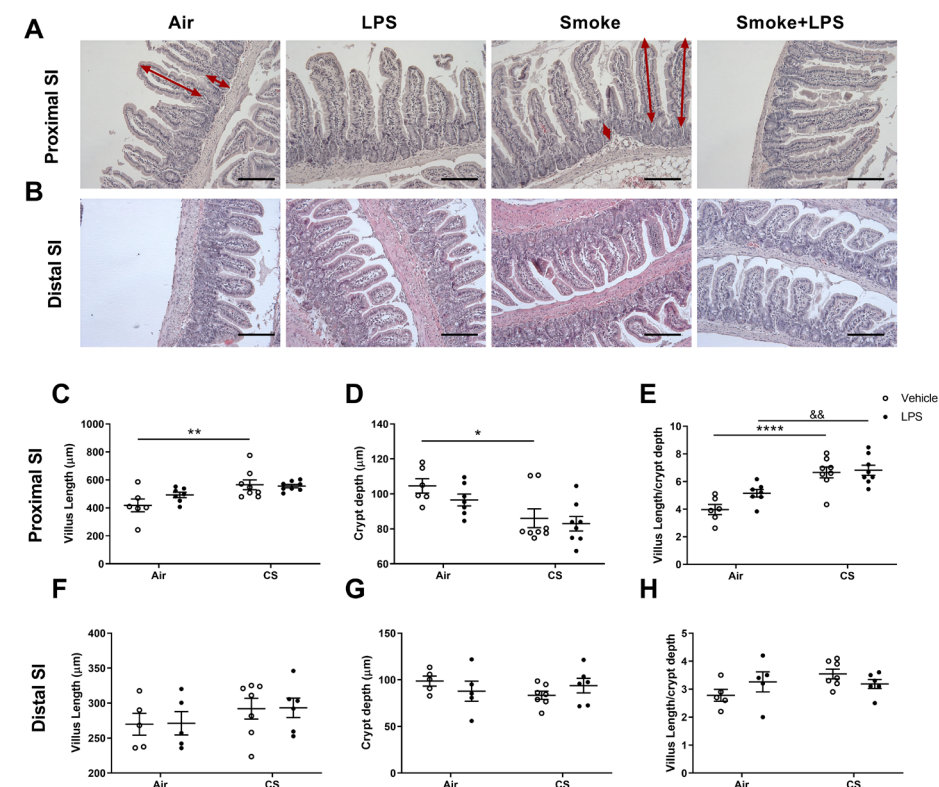 A
Air
LPS
Smoke
Smoke+LPS
Proximal SI
B
Distal SI
C
D
E
Vehicle
LPS
Proximal SI
Villus Length (µm)
1000
800
600
400
200
0
**
Air
CS
Crypt depth (µm)
120
100
80
60
*
Air
CS
Villus Length/crypt depth
10
8
6
4
2
0
&&
****
Air
CS
F
G
H
Distal SI
Villus Length (µm)
400
350
300
250
200
Air
CS
Crypt depth (µm)
150
100
50
0
Air
CS
Villus Length/crypt depth
5
4
3
2
1
0
Air
CS